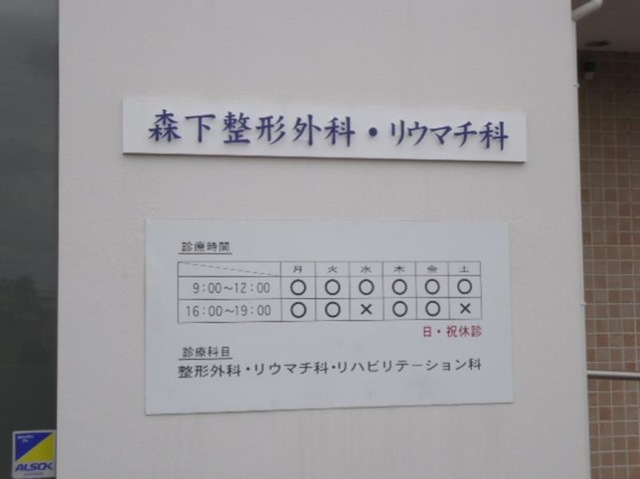 森下整形外科・リウマチ科
診療時間
月 火 水 木 金 土
9:00～12:00 ○ ○ ○ ○ ○ ○
16:00～19:00 ○ ○ × ○ ○ ×
日・祝休診
診療科目
整形外科・リウマチ科・リハビリテーション科
ALSOK